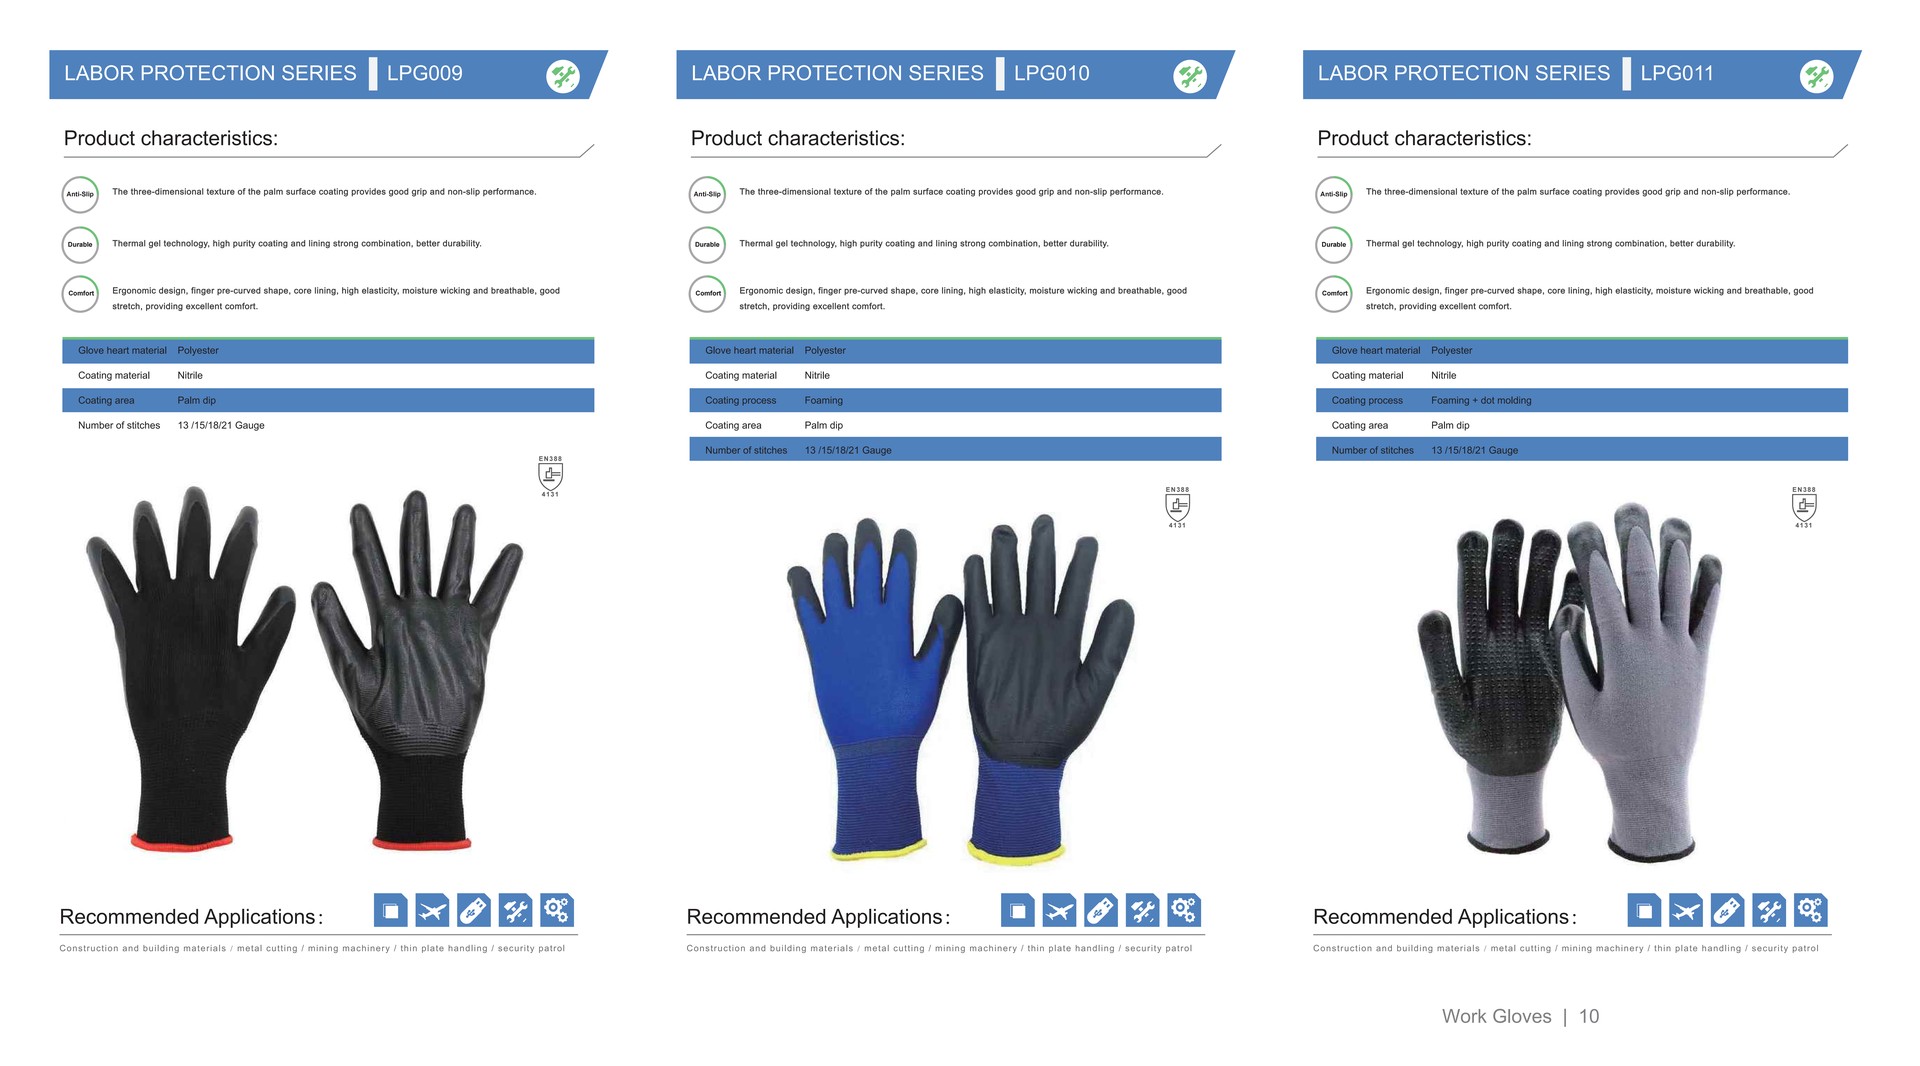 LABOR PROTECTION SERIES LPG009
Product characteristics:
Anti-Slip The three-dimensional texture of the palm surface coating provides good grip and non-slip performance.
Durable Thermal gel technology, high purity coating and lining strong combination, better durability.
Comfort Ergonomic design, finger pre-curved shape, core lining, high elasticity, moisture wicking and breathable, good
stretch, providing excellent comfort.
Glove heart material Polyester
Coating material Nitrile
Coating area Palm dip
Number of stitches 13 /15/18/21 Gauge
EN388
4131
Recommended Applications:
Construction and building materials / metal cutting / mining machinery / thin plate handling / security patrol
LABOR PROTECTION SERIES LPG010
Product characteristics:
Anti-Slip The three-dimensional texture of the palm surface coating provides good grip and non-slip performance.
Durable Thermal gel technology, high purity coating and lining strong combination, better durability.
Comfort Ergonomic design, finger pre-curved shape, core lining, high elasticity, moisture wicking and breathable, good
stretch, providing excellent comfort.
Glove heart material Polyester
Coating material Nitrile
Coating process Foaming
Coating area Palm dip
Number of stitches 13 /15/18/21 Gauge
EN388
4131
Recommended Applications:
Construction and building materials / metal cutting / mining machinery / thin plate handling / security patrol
LABOR PROTECTION SERIES LPG011
Product characteristics:
Anti-Slip The three-dimensional texture of the palm surface coating provides good grip and non-slip performance.
Durable Thermal gel technology, high purity coating and lining strong combination, better durability.
Comfort Ergonomic design, finger pre-curved shape, core lining, high elasticity, moisture wicking and breathable, good
stretch, providing excellent comfort.
Glove heart material Polyester
Coating material Nitrile
Coating process Foaming + dot molding
Coating area Palm dip
Number of stitches 13 /15/18/21 Gauge
EN388
4131
Recommended Applications:
Construction and building materials / metal cutting / mining machinery / thin plate handling / security patrol
Work Gloves | 10